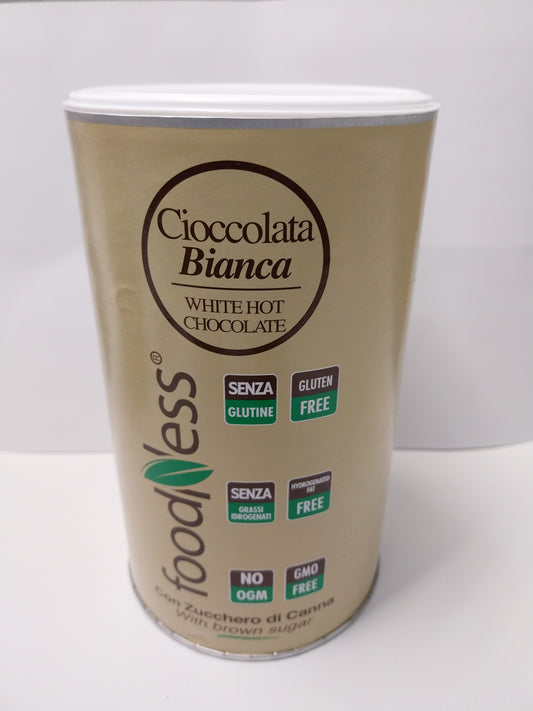 Cioccolata
Bianca
WHITE HOT
CHOCOLATE
foodNess®
SENZA
GLUTINE
GLUTEN
FREE
SENZA
GRASSI
IDROGENATI
HYDROGENATED
FAT
FREE
NO
OGM
GMO
FREE
con Zucchero di Canna
With brown sugar